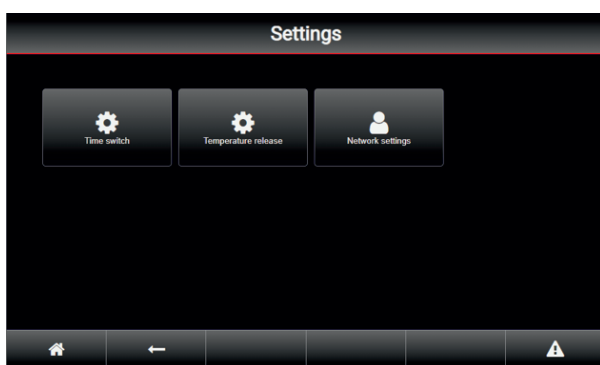 Settings
Time switch
Temperature release
Network settings